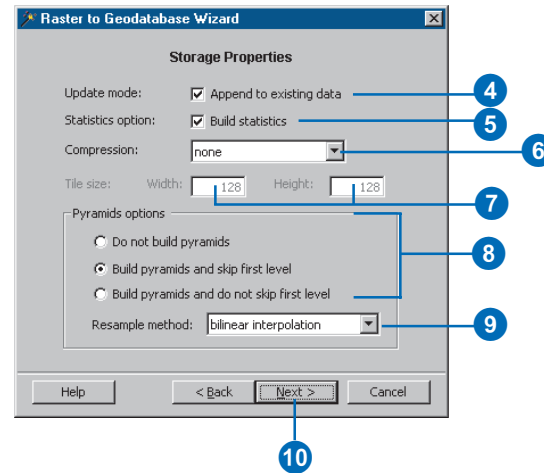 Raster to Geodatabase Wizard
Storage Properties
Update mode: Append to existing data 4
Statistics option: Build statistics 5
Compression: none 6
Tile size: Width: 128 Height: 128
7
Pyramids options
Do not build pyramids
Build pyramids and skip first level 8
Build pyramids and do not skip first level
Resample method: bilinear interpolation 9
Help < Back Next > Cancel
10